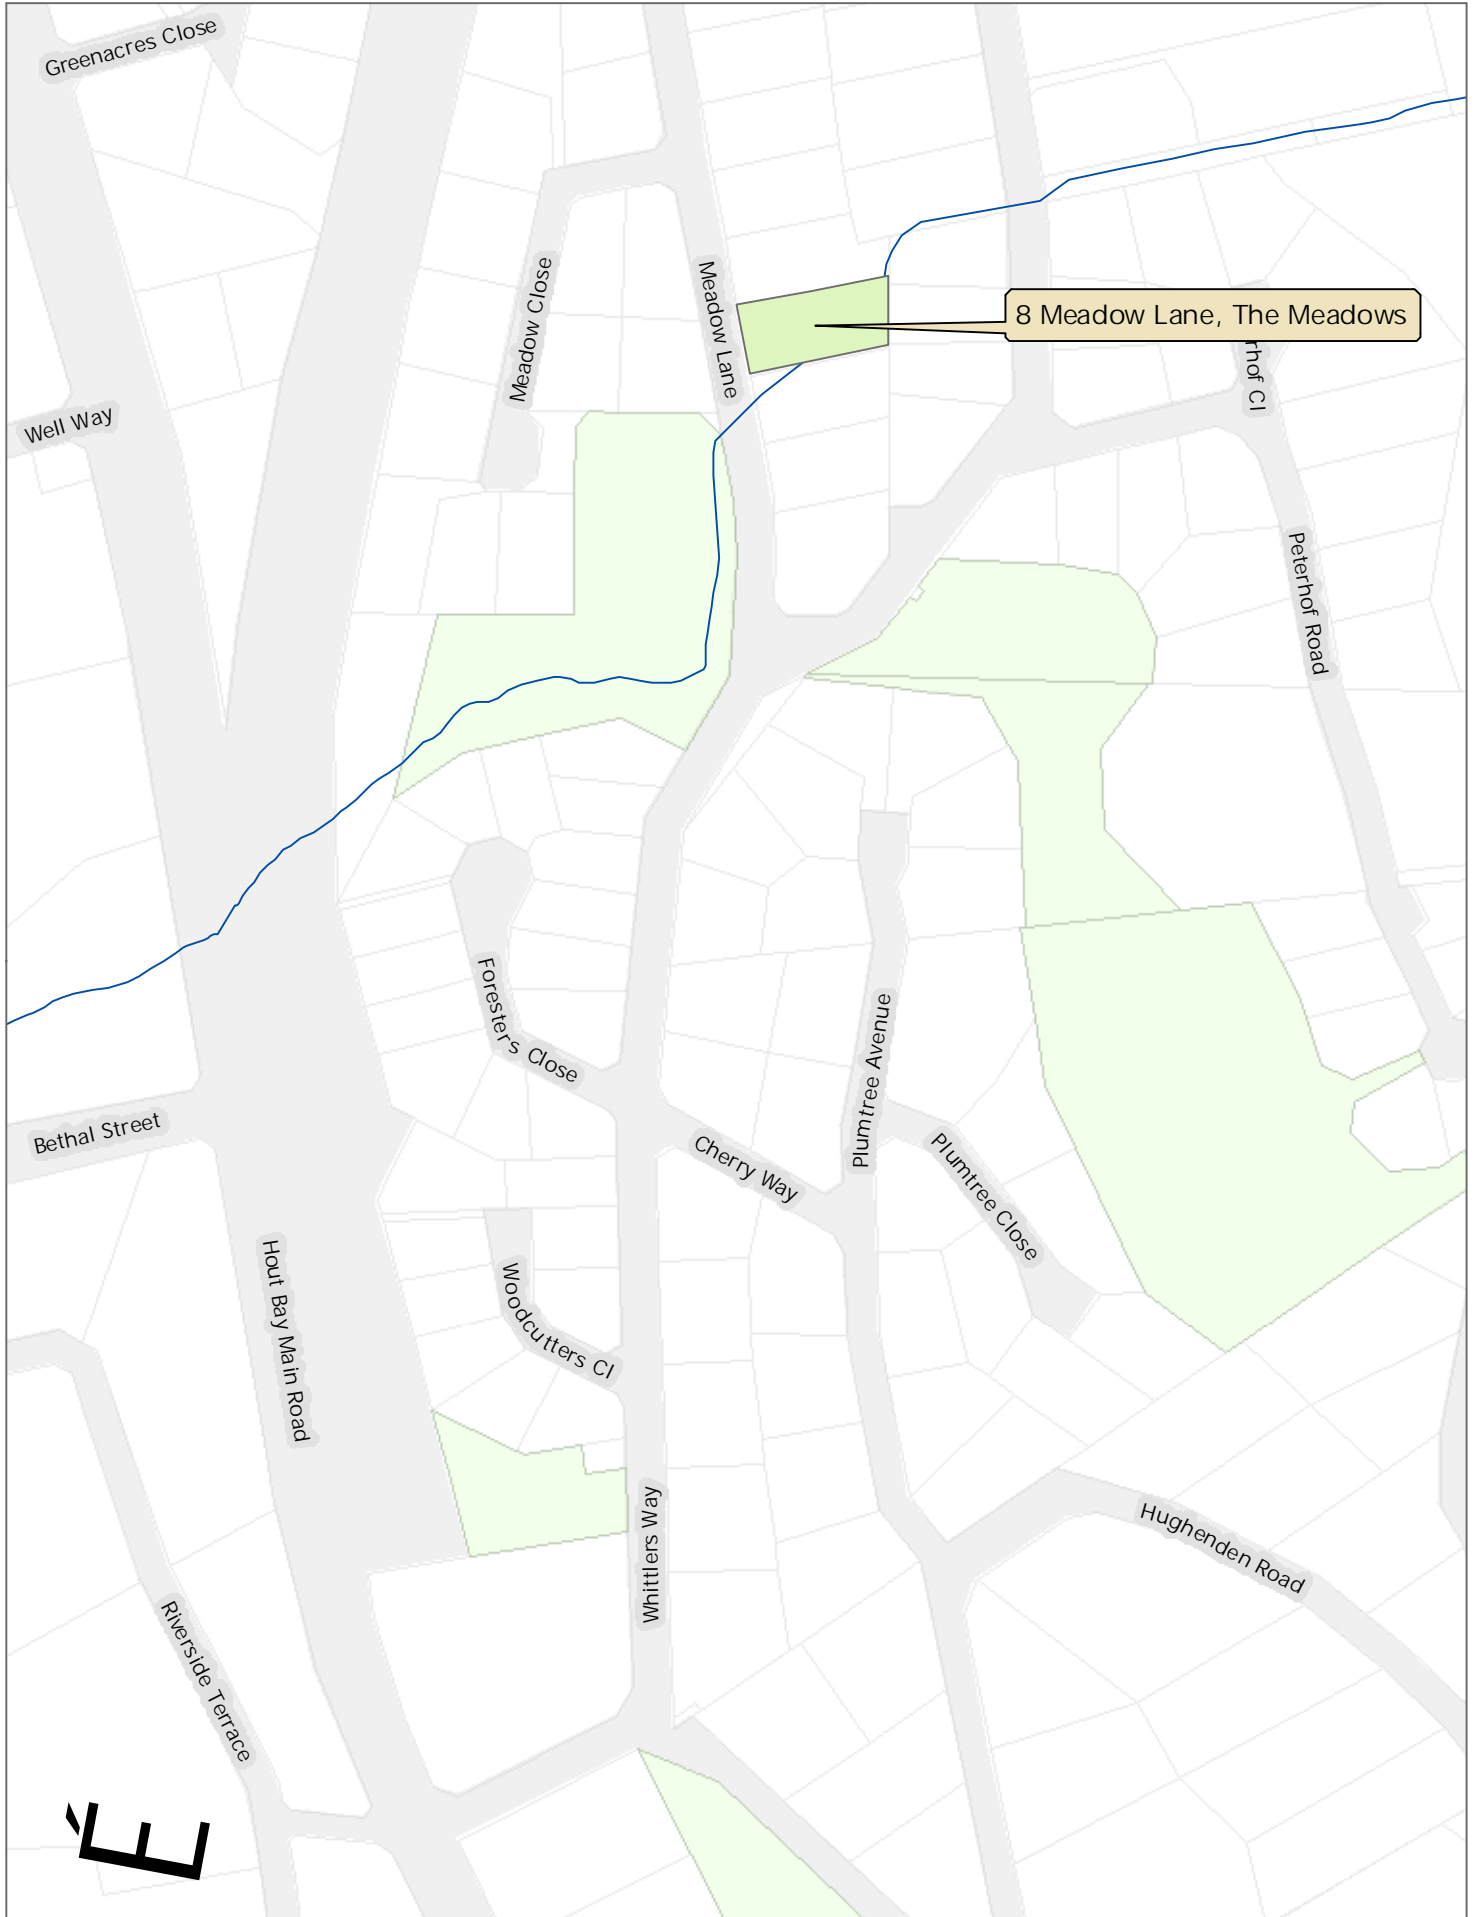 Greenacres Close
Meadow Close
Meadow Lane
8 Meadow Lane, The Meadows
rhof Cl
Well Way
Peterhof Road
Foresters Close
Plumtree Avenue
Bethal Street
Cherry Way
Plumtree Close
Hout Bay Main Road
Woodcutters Cl
Whittlers Way
Hughenden Road
Riverside Terrace
É